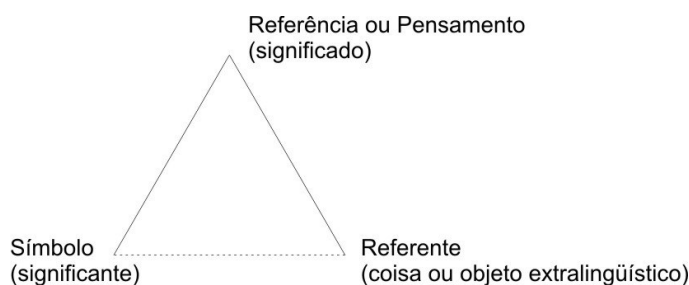 Referência ou Pensamento
(significado)
Símbolo
(significante)
Referente
(coisa ou objeto extralingüístico)